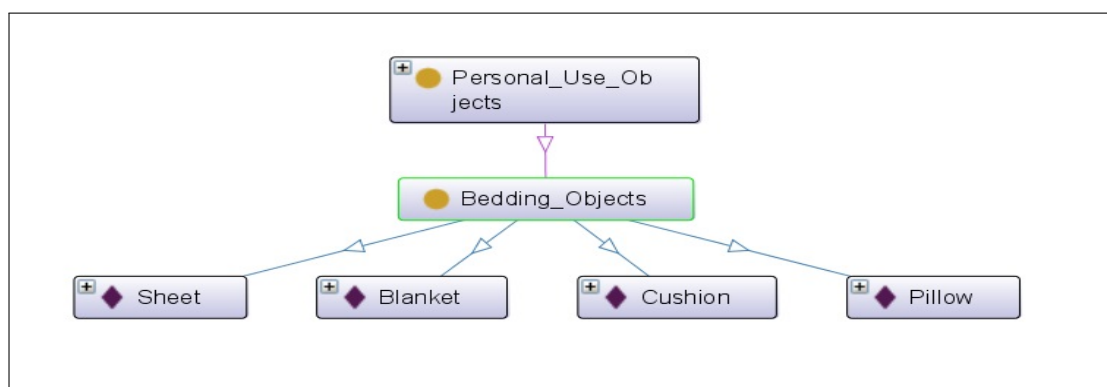 Personal_Use_Ob
jects
Bedding_Objects
Sheet
Blanket
Cushion
Pillow